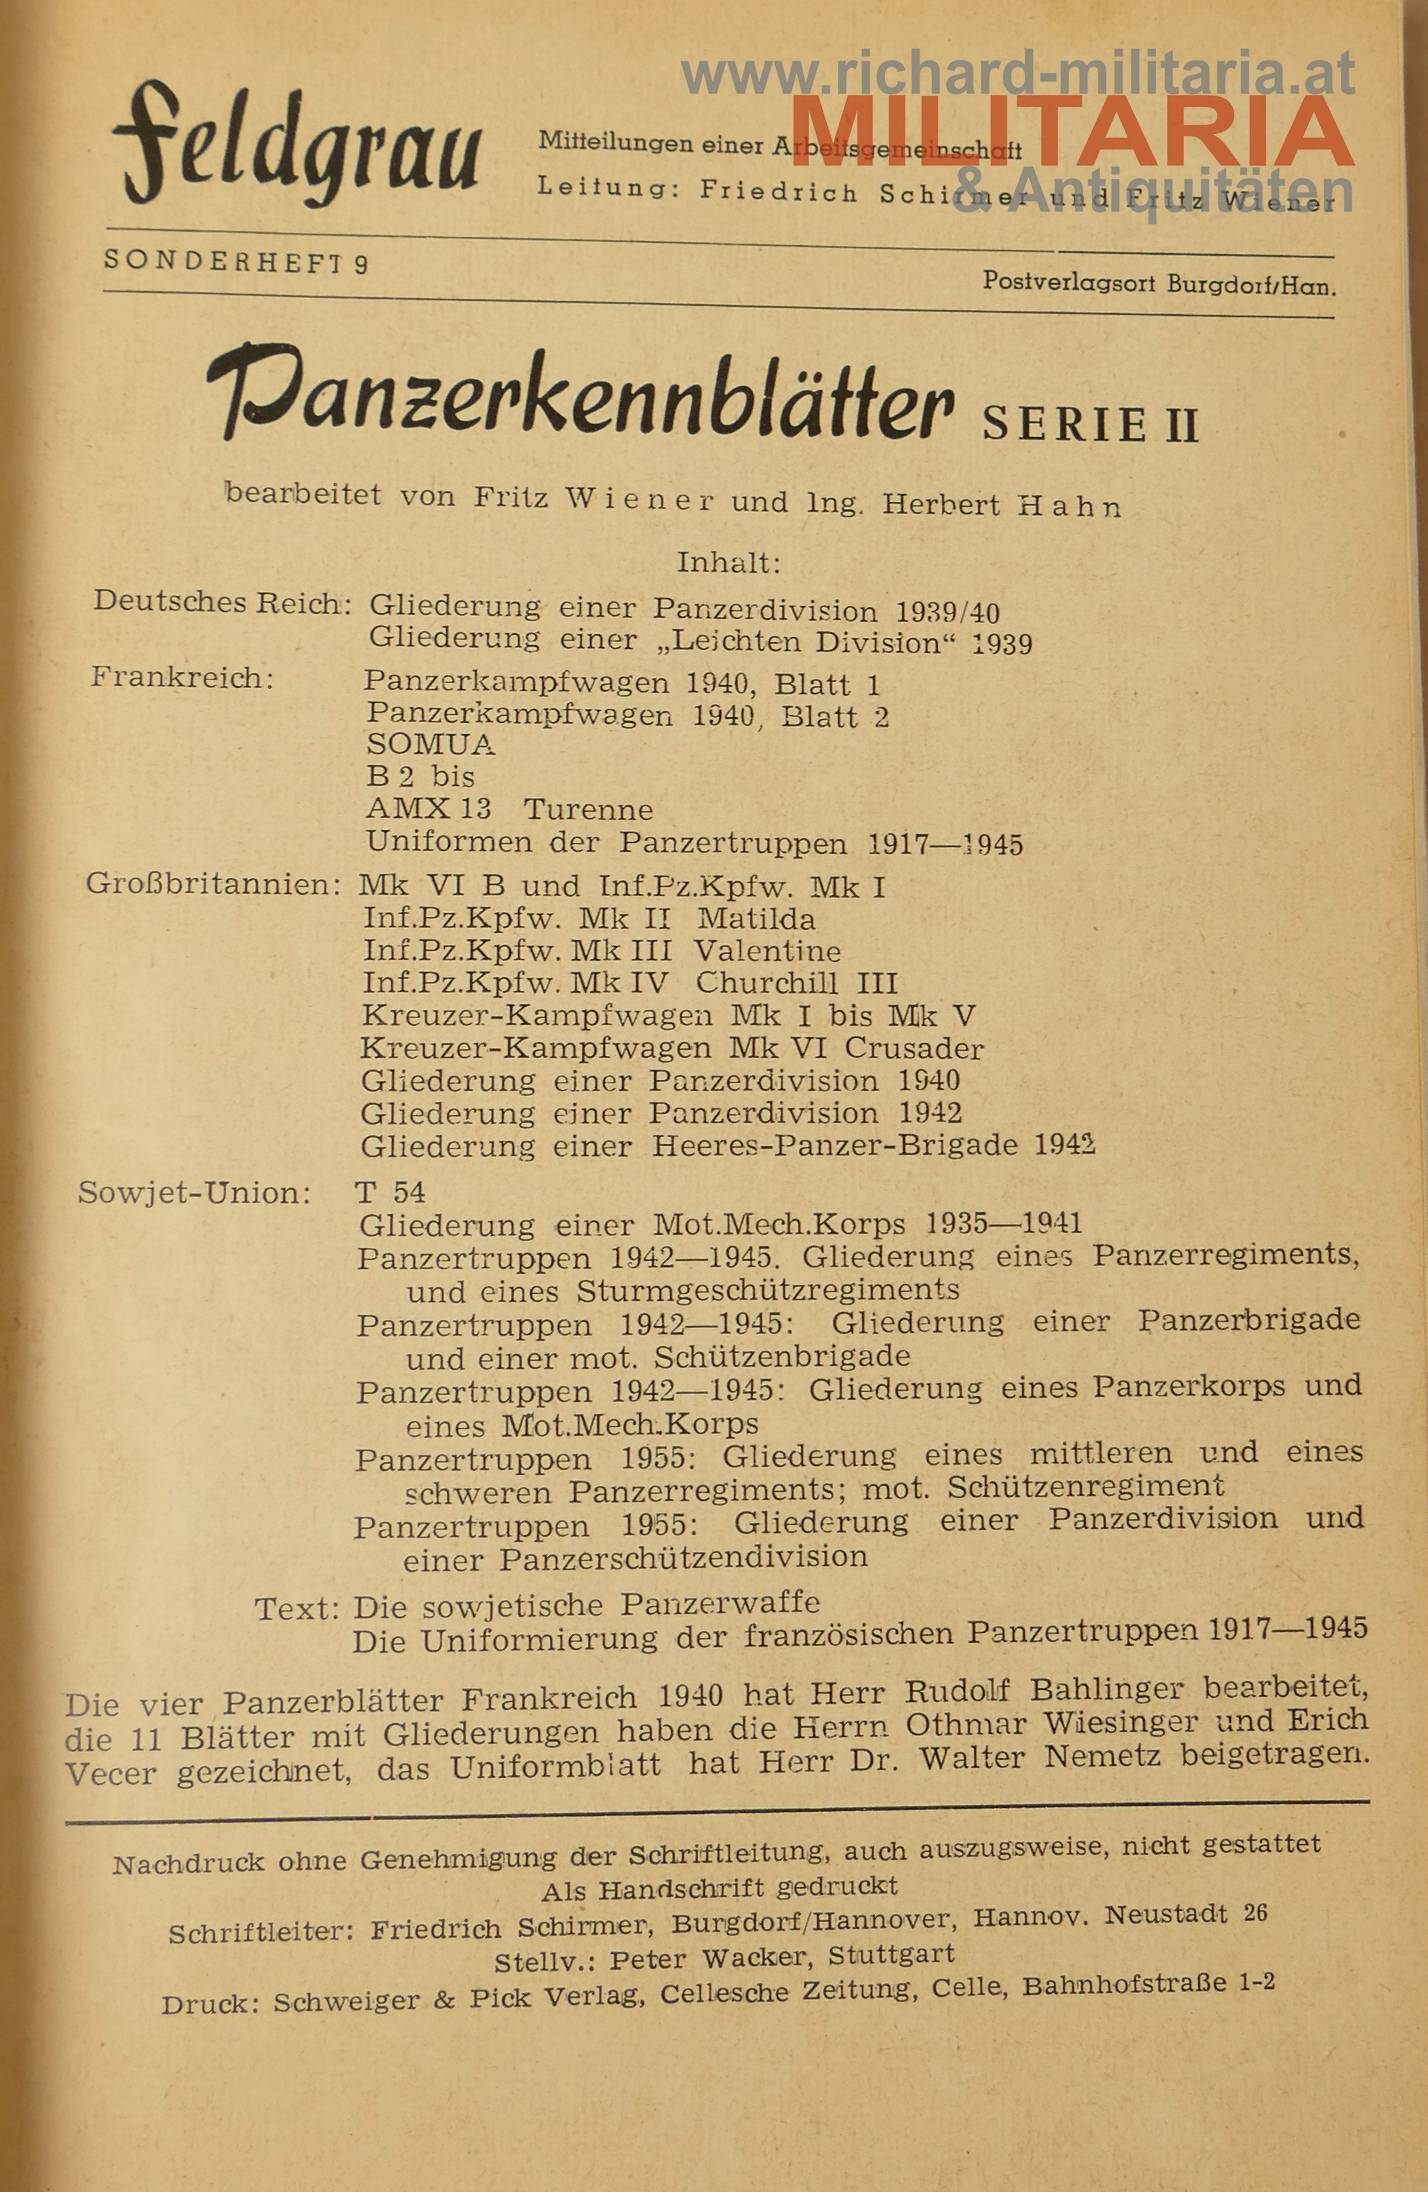 www.richard-militaria.at
MILITARIA
& Antiquitäten
feldgrau
Mitteilungen einer Arbeitsgemeinschaft
Leitung: Friedrich Schirmer und Fritz Wiener
SONDERHEFT 9
Postverlagsort Burgdorf/Han.
Panzerkennblätter SERIE II
bearbeitet von Fritz Wiener und Ing. Herbert Hahn
Inhalt:
Deutsches Reich: Gliederung einer Panzerdivision 1939/40
Gliederung einer „Leichten Division“ 1939
Frankreich: Panzerkampfwagen 1940, Blatt 1
Panzerkampfwagen 1940, Blatt 2
SOMUA
B 2 bis
AMX 13 Turenne
Uniformen der Panzertruppen 1917—1945
Großbritannien: Mk VI B und Inf.Pz.Kpfw. Mk I
Inf.Pz.Kpfw. Mk II Matilda
Inf.Pz.Kpfw. Mk III Valentine
Inf.Pz.Kpfw. Mk IV Churchill III
Kreuzer-Kampfwagen Mk I bis Mk V
Kreuzer-Kampfwagen Mk VI Crusader
Gliederung einer Panzerdivision 1940
Gliederung einer Panzerdivision 1942
Gliederung einer Heeres-Panzer-Brigade 1942
Sowjet-Union: T 54
Gliederung einer Mot.Mech.Korps 1935—1941
Panzertruppen 1942—1945. Gliederung eines Panzerregiments,
und eines Sturmgeschützregiments
Panzertruppen 1942—1945: Gliederung einer Panzerbrigade
und einer mot. Schützenbrigade
Panzertruppen 1942—1945: Gliederung eines Panzerkorps und
eines Mot.Mech.Korps
Panzertruppen 1955: Gliederung eines mittleren und eines
schweren Panzerregiments; mot. Schützenregiment
Panzertruppen 1955: Gliederung einer Panzerdivision und
einer Panzerschützendivision
Text: Die sowjetische Panzerwaffe
Die Uniformierung der französischen Panzertruppen 1917—1945
Die vier Panzerblätter Frankreich 1940 hat Herr Rudolf Bahlinger bearbeitet,
die 11 Blätter mit Gliederungen haben die Herrn Othmar Wiesinger und Erich
Vecer gezeichnet, das Uniformblatt hat Herr Dr. Walter Nemetz beigetragen.
Nachdruck ohne Genehmigung der Schriftleitung, auch auszugsweise, nicht gestattet
Als Handschrift gedruckt
Schriftleiter: Friedrich Schirmer, Burgdorf/Hannover, Hannov. Neustadt 26
Stellv.: Peter Wacker, Stuttgart
Druck: Schweiger & Pick Verlag, Cellesche Zeitung, Celle, Bahnhofstraße 1-2